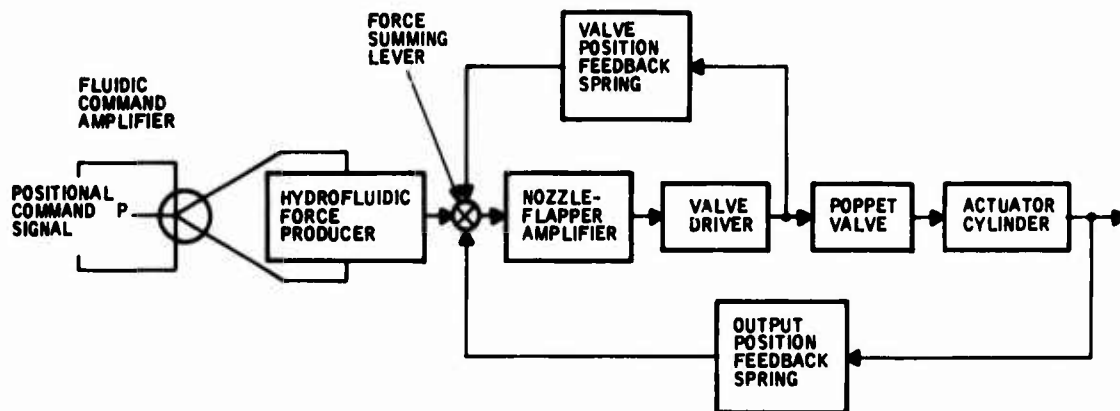 FORCE
SUMMING
LEVER
VALVE
POSITION
FEEDBACK
SPRING
FLUIDIC
COMMAND
AMPLIFIER
POSITIONAL
COMMAND P
SIGNAL
HYDROFLUIDIC
FORCE
PRODUCER
NOZZLE-
FLAPPER
AMPLIFIER
VALVE
DRIVER
POPPET
VALVE
ACTUATOR
CYLINDER
OUTPUT
POSITION
FEEDBACK
SPRING